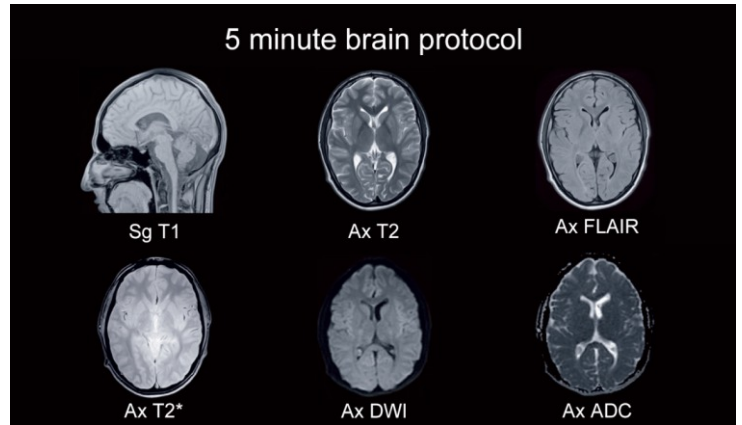 5 minute brain protocol
Sg T1
Ax T2
Ax FLAIR
Ax T2*
Ax DWI
Ax ADC